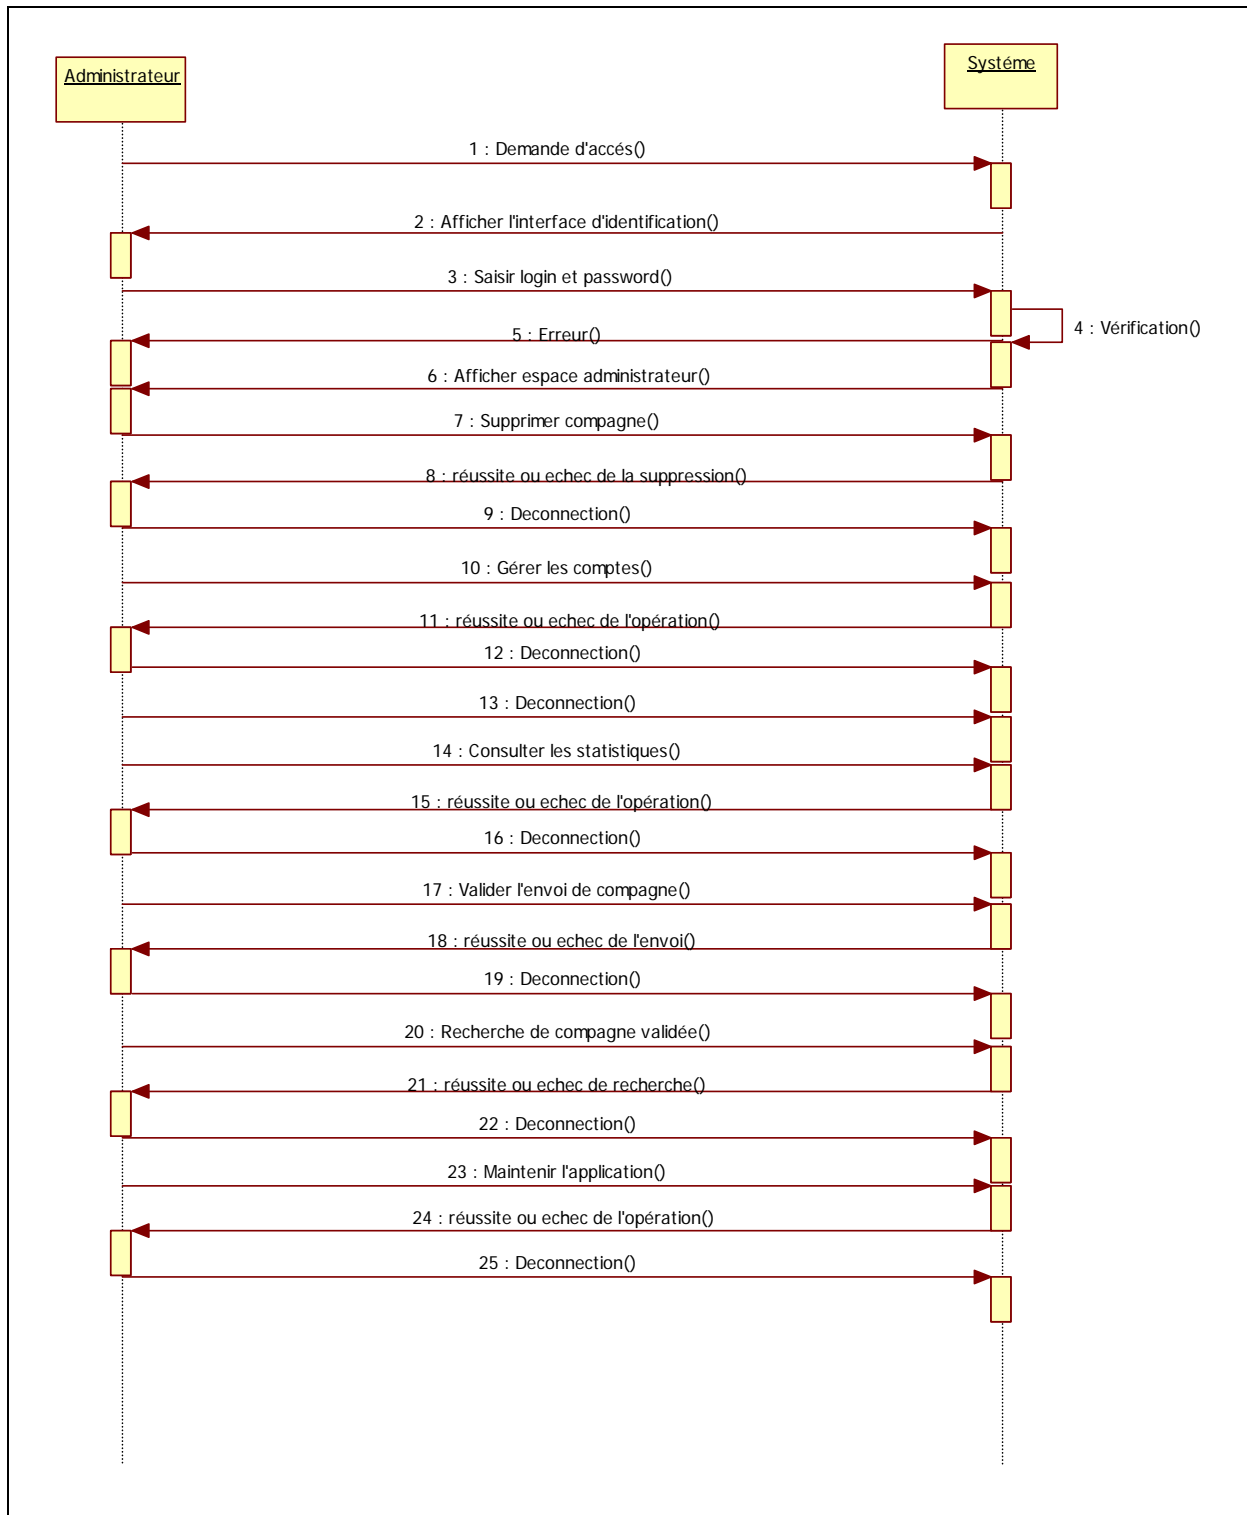 Administrateur
Systéme
1 : Demande d'accés()
2 : Afficher l'interface d'identification()
3 : Saisir login et password()
4 : Vérification()
5 : Erreur()
6 : Afficher espace administrateur()
7 : Supprimer compagne()
8 : réussite ou echec de la suppression()
9 : Deconnection()
10 : Gérer les comptes()
11 : réussite ou echec de l'opération()
12 : Deconnection()
13 : Deconnection()
14 : Consulter les statistiques()
15 : réussite ou echec de l'opération()
16 : Deconnection()
17 : Valider l'envoi de compagne()
18 : réussite ou echec de l'envoi()
19 : Deconnection()
20 : Recherche de compagne validée()
21 : réussite ou echec de recherche()
22 : Deconnection()
23 : Maintenir l'application()
24 : réussite ou echec de l'opération()
25 : Deconnection()